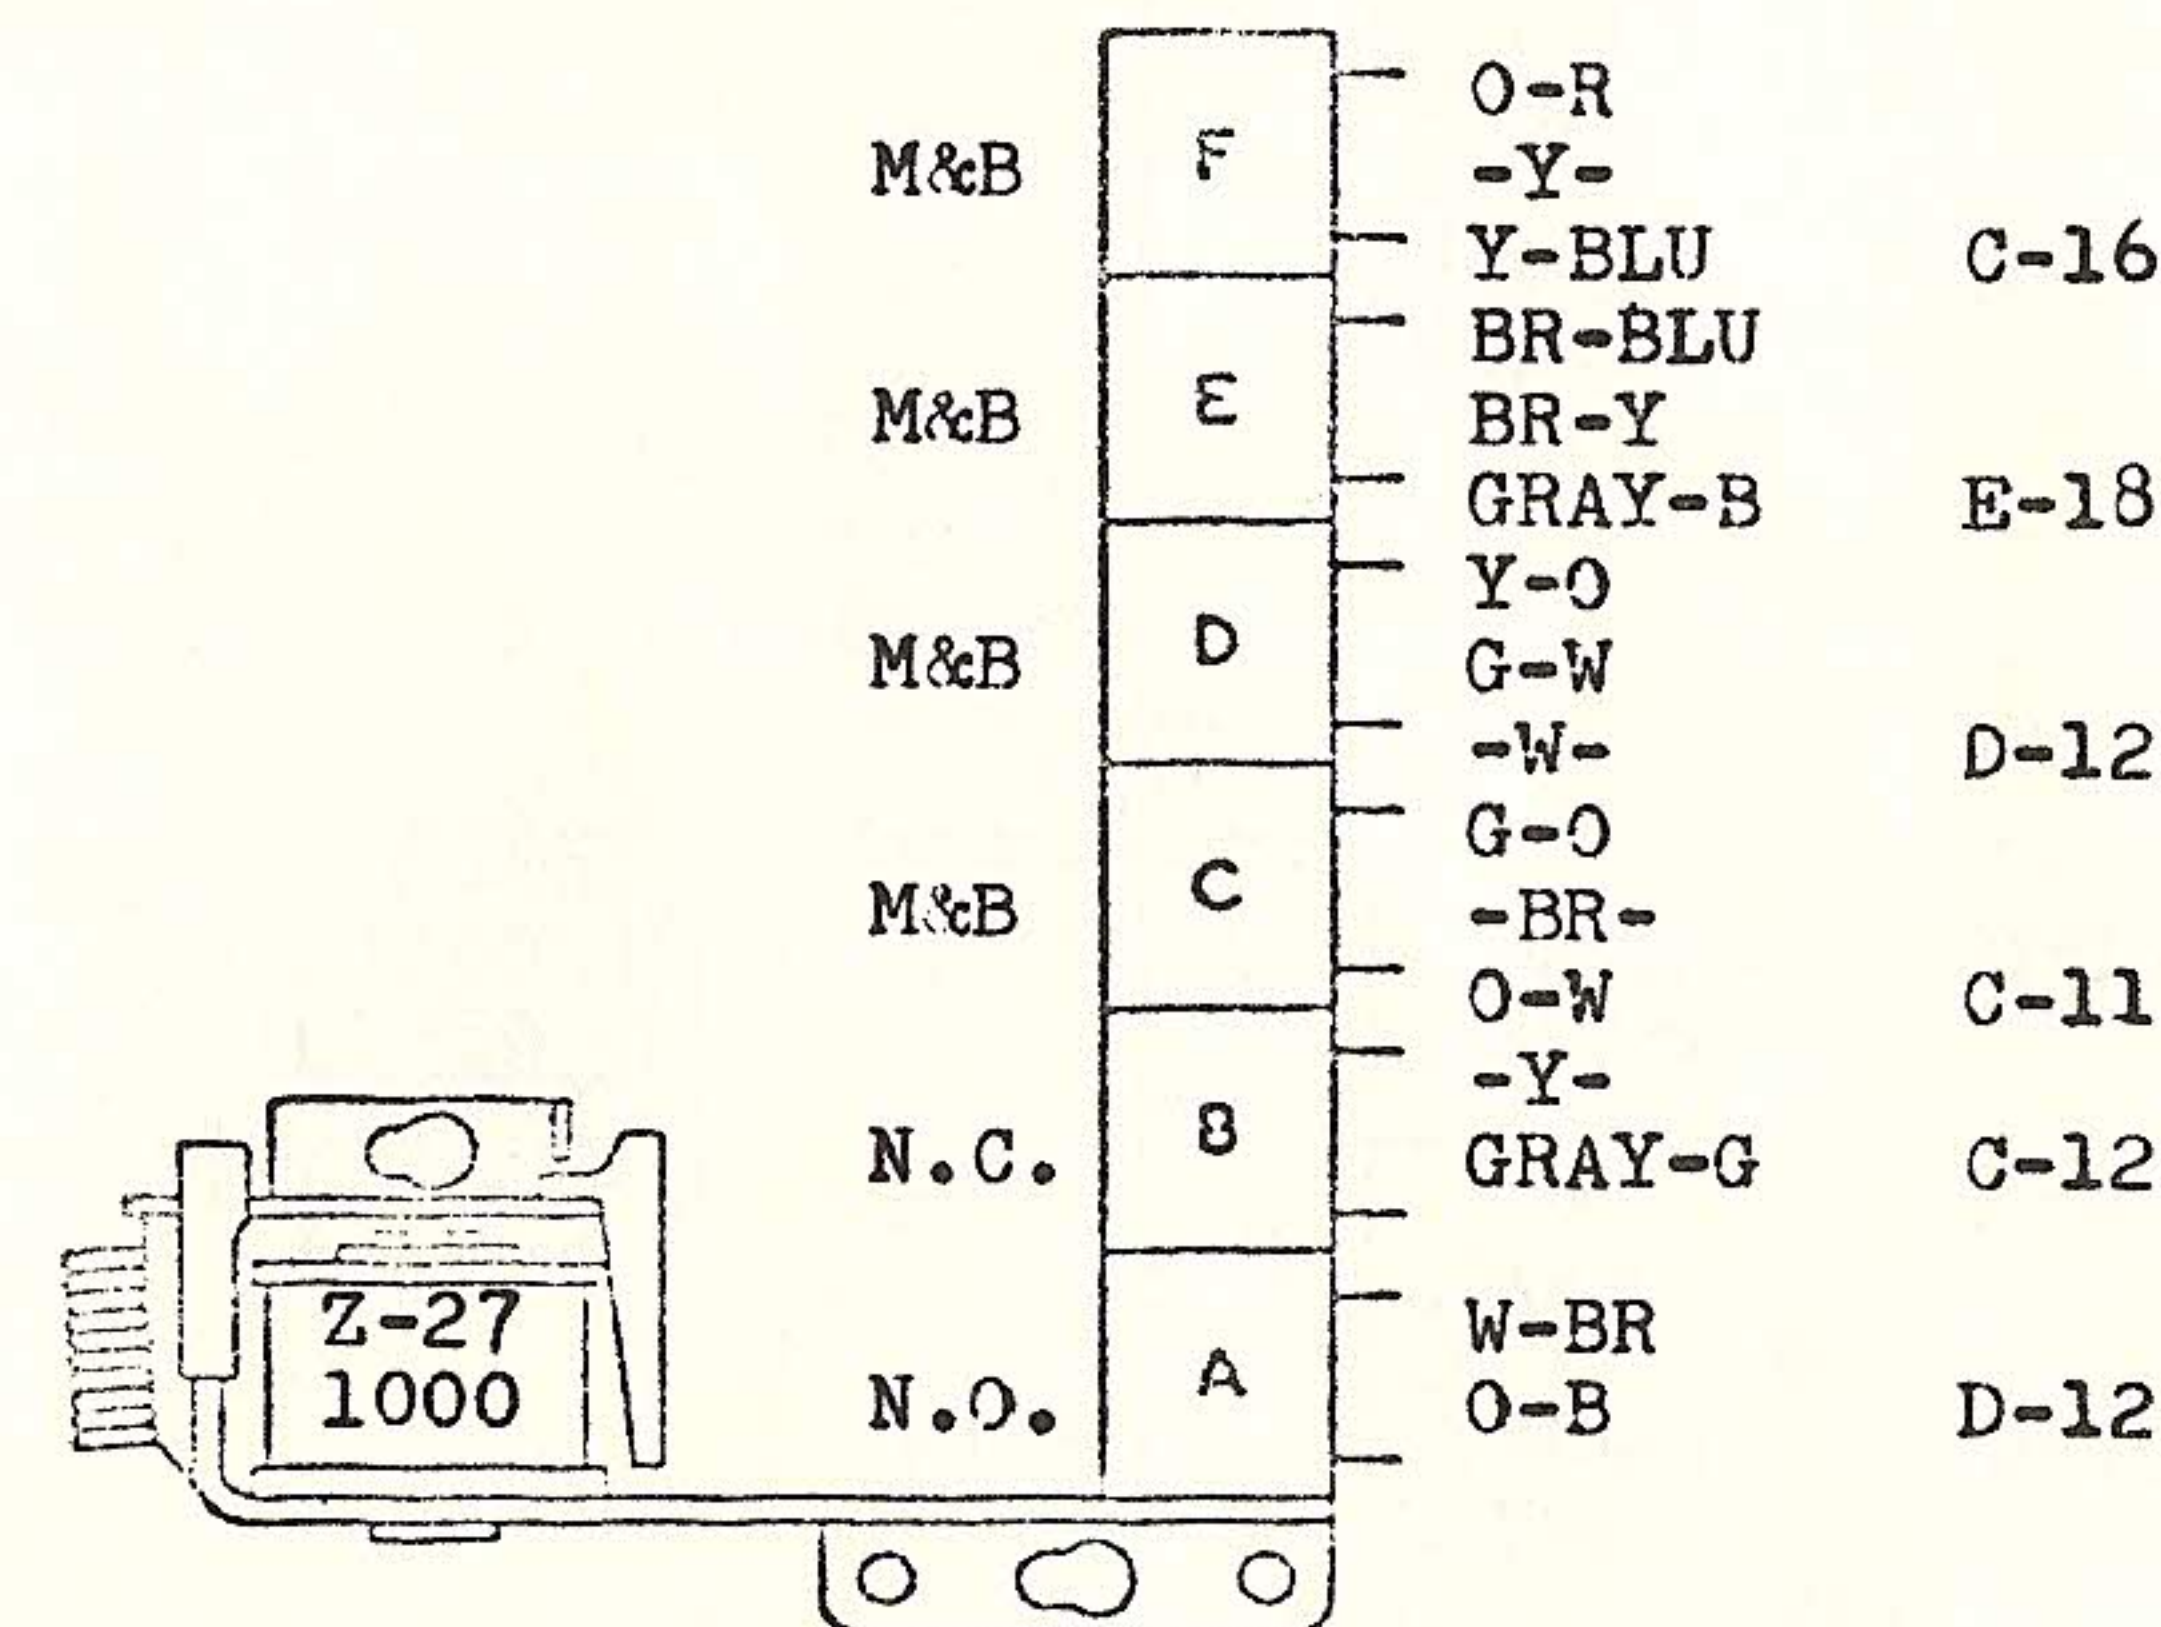 O-R
M&B F -Y-
Y-BLU C-16
BR-BLU
M&B E BR-Y
GRAY-B E-18
Y-O
M&B D G-W
-W- D-12
G-O
M&B C -BR-
O-W C-11
-Y-
N.C. B GRAY-G C-12
Z-27
W-BR
1000
N.O. A O-B D-12